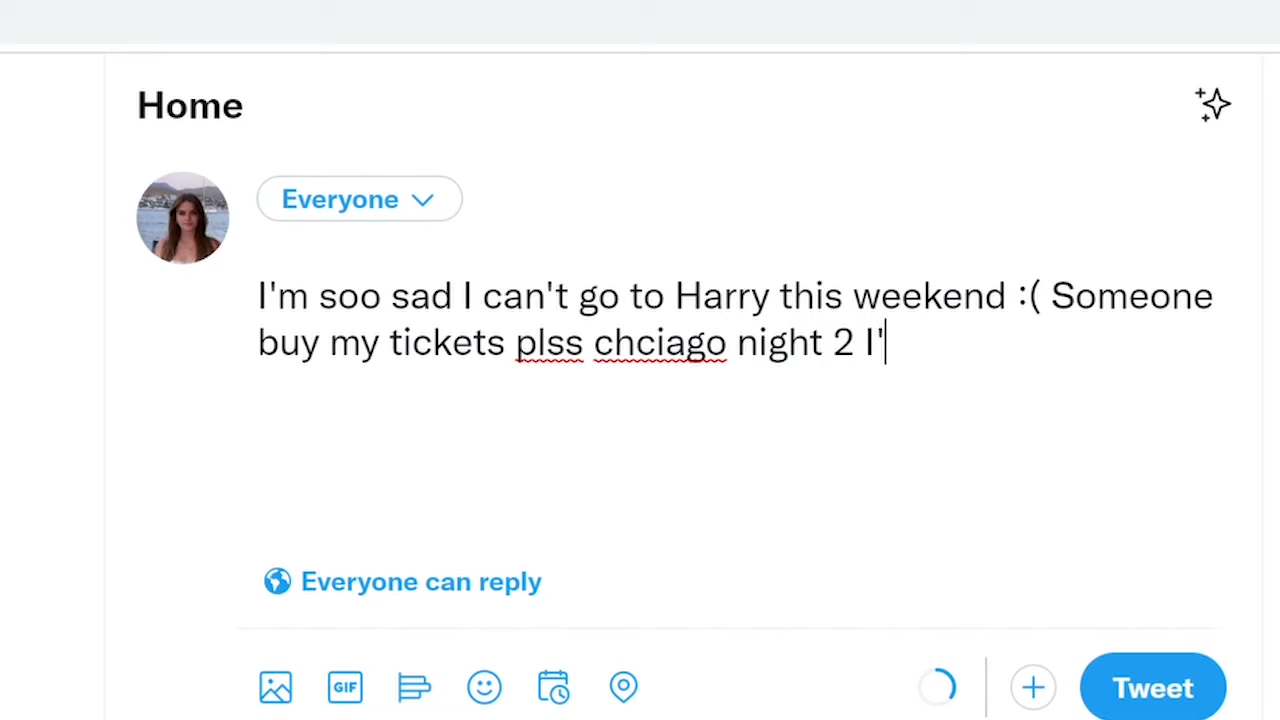 Home
Everyone
I'm soo sad I can't go to Harry this weekend :( Someone
buy my tickets plss chciago night 2 I'
Everyone can reply
GIF
Tweet